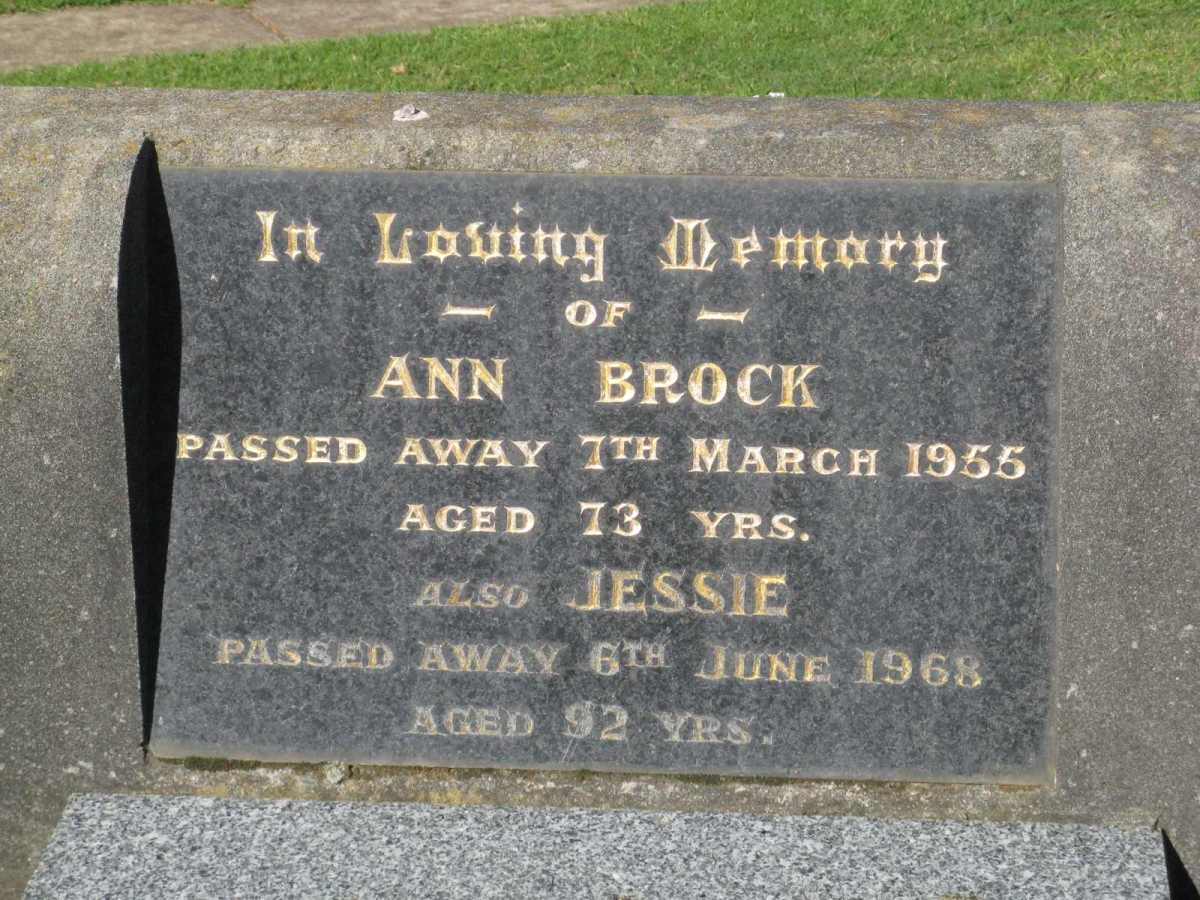 In Loving Memory
- OF -
ANN BROCK
PASSED AWAY 7TH MARCH 1955
AGED 73 YRS.
ALSO JESSIE
PASSED AWAY 6TH JUNE 1968
AGED 92 YRS.